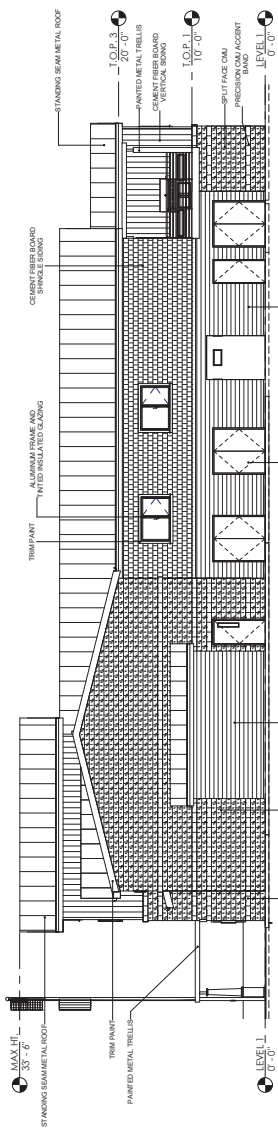 MAX HT.
33' - 6"
STANDING SEAM METAL ROOF
TRIM PAINT
PAINTED METAL TRELLIS
LEVEL 1
0' - 0"
TRIM PAINT
ALUMINUM FRAME AND
TINTED INSULATED GLAZING
CEMENT FIBER BOARD
SHINGLE SIDING
STANDING SEAM METAL ROOF
T.O.P. 3
20' - 0"
PAINTED METAL TRELLIS
CEMENT FIBER BOARD
VERTICAL SIDING
T.O.P. 1
10' - 0"
SPLIT FACE CMU
PRECISION CMU ACCENT
BAND
LEVEL 1
0' - 0"